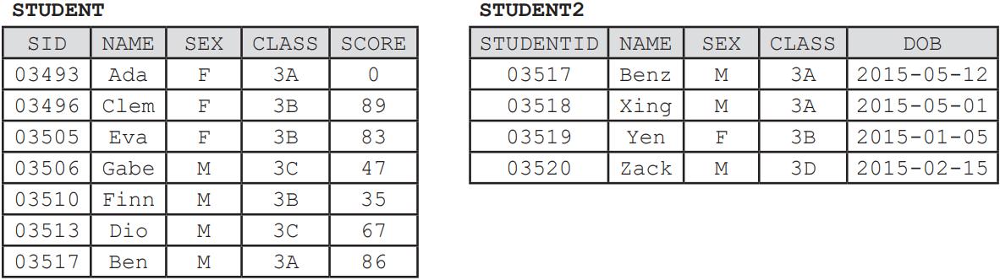 STUDENT
SID NAME SEX CLASS SCORE
03493 Ada F 3A 0
03496 Clem F 3B 89
03505 Eva F 3B 83
03506 Gabe M 3C 47
03510 Finn M 3B 35
03513 Dio M 3C 67
03517 Ben M 3A 86
STUDENT2
STUDENTID NAME SEX CLASS DOB
03517 Benz M 3A 2015-05-12
03518 Xing M 3A 2015-05-01
03519 Yen F 3B 2015-01-05
03520 Zack M 3D 2015-02-15